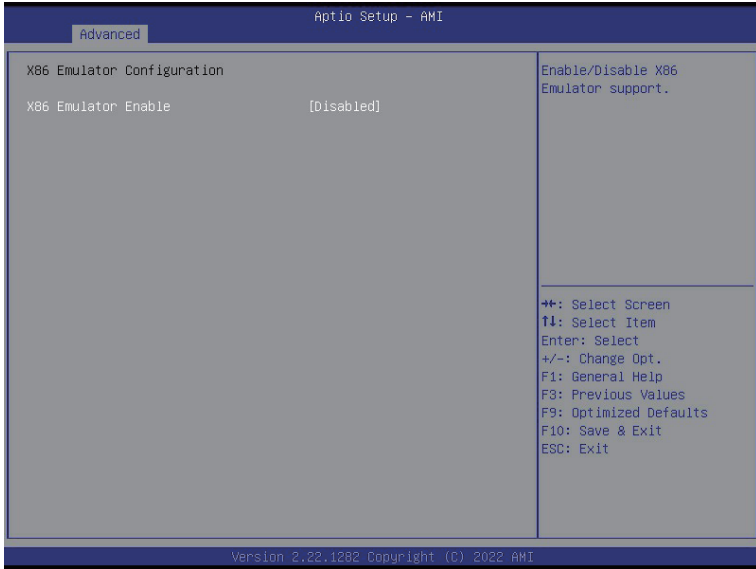 Aptio Setup – AMI
Advanced
X86 Emulator Configuration
X86 Emulator Enable [Disabled]
Enable/Disable X86
Emulator support.
→←: Select Screen
↑↓: Select Item
Enter: Select
+/-: Change Opt.
F1: General Help
F3: Previous Values
F9: Optimized Defaults
F10: Save & Exit
ESC: Exit
Version 2.22.1282 Copyright (C) 2022 AMI